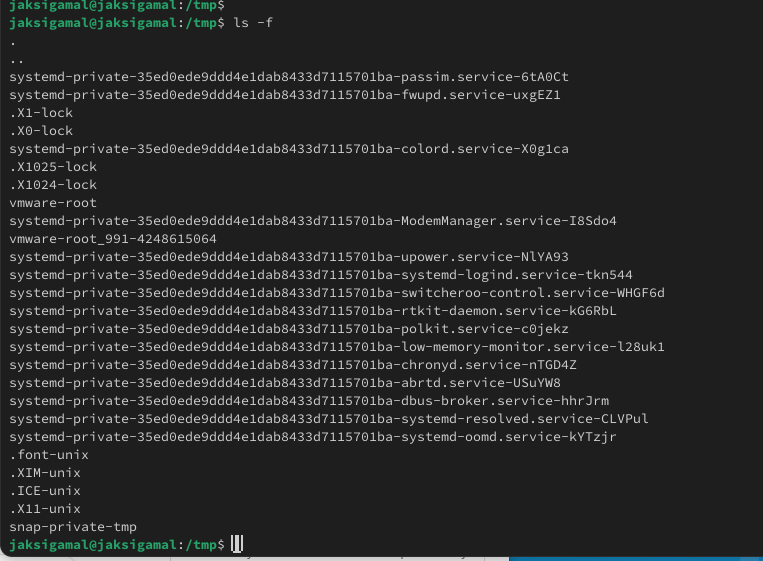 jaksigamal@jaksigamal:/tmp$
jaksigamal@jaksigamal:/tmp$ ls -f
.
..
systemd-private-35ed0ede9ddd4e1dab8433d7115701ba-passim.service-6tA0Ct
systemd-private-35ed0ede9ddd4e1dab8433d7115701ba-fwupd.service-uxgEZ1
.X1-lock
.X0-lock
systemd-private-35ed0ede9ddd4e1dab8433d7115701ba-colord.service-X0g1ca
.X1025-lock
.X1024-lock
vmware-root
systemd-private-35ed0ede9ddd4e1dab8433d7115701ba-ModemManager.service-I8Sdo4
vmware-root_991-4248615064
systemd-private-35ed0ede9ddd4e1dab8433d7115701ba-upower.service-NlYA93
systemd-private-35ed0ede9ddd4e1dab8433d7115701ba-systemd-logind.service-tkn544
systemd-private-35ed0ede9ddd4e1dab8433d7115701ba-switcheroo-control.service-WHGF6d
systemd-private-35ed0ede9ddd4e1dab8433d7115701ba-rtkit-daemon.service-kG6RbL
systemd-private-35ed0ede9ddd4e1dab8433d7115701ba-polkit.service-c0jekz
systemd-private-35ed0ede9ddd4e1dab8433d7115701ba-low-memory-monitor.service-l28uk1
systemd-private-35ed0ede9ddd4e1dab8433d7115701ba-chronyd.service-nTGD4Z
systemd-private-35ed0ede9ddd4e1dab8433d7115701ba-abrtd.service-USuYW8
systemd-private-35ed0ede9ddd4e1dab8433d7115701ba-dbus-broker.service-hhrJrm
systemd-private-35ed0ede9ddd4e1dab8433d7115701ba-systemd-resolved.service-CLVPul
systemd-private-35ed0ede9ddd4e1dab8433d7115701ba-systemd-oomd.service-kYTzjr
.font-unix
.XIM-unix
.ICE-unix
.X11-unix
snap-private-tmp
jaksigamal@jaksigamal:/tmp$